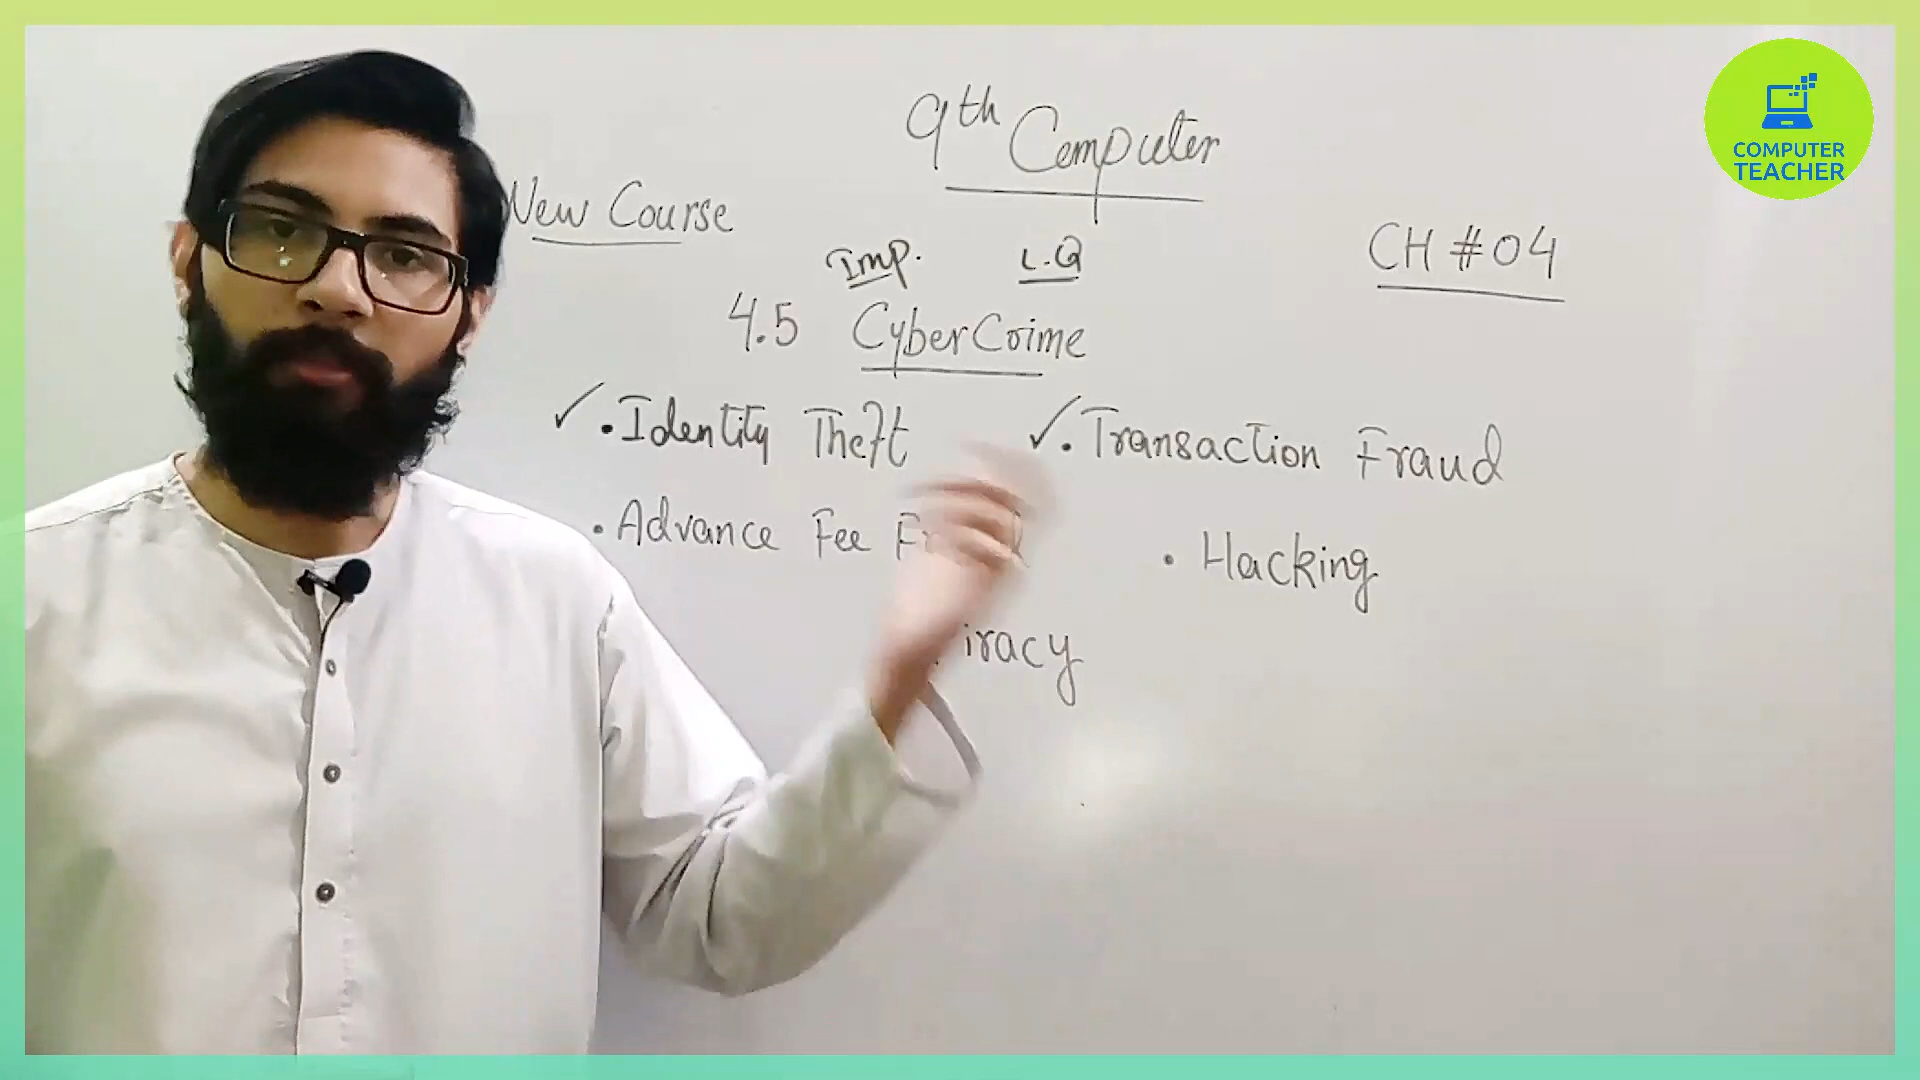 9th Computer
COMPUTER
TEACHER
New Course
CH #04
Imp. L.Q
4.5 CyberCrime
✓ • Identity Theft ✓ • Transaction Fraud
• Advance Fee
• Hacking
iracy